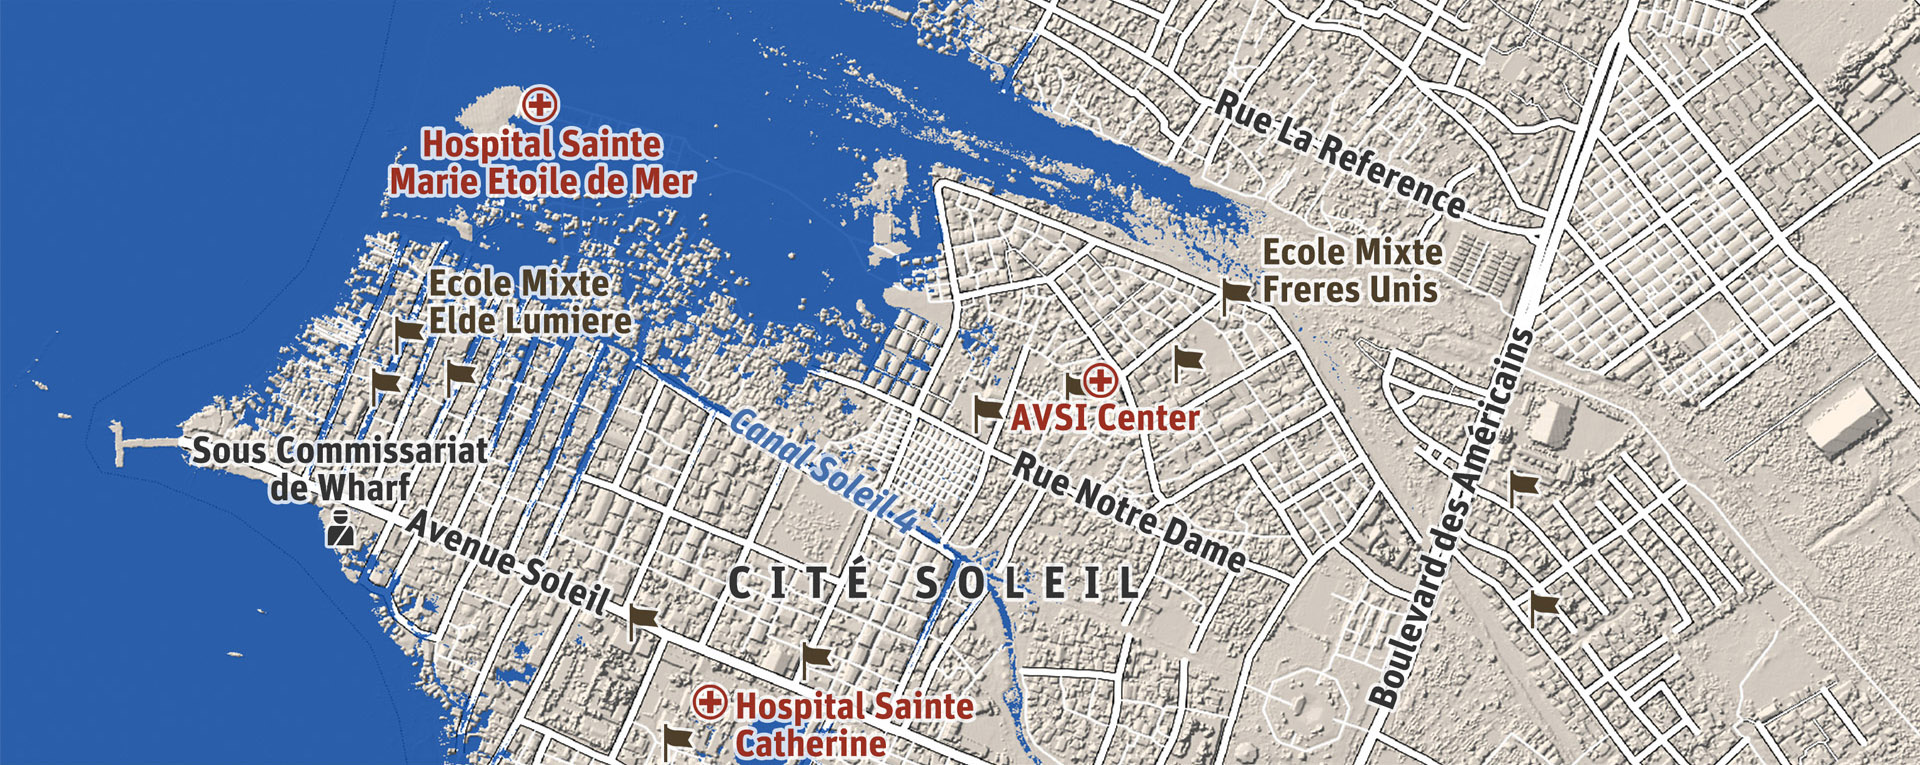 Hospital Sainte
Marie Etoile de Mer
Rue La Reference
Ecole Mixte
Freres Unis
Ecole Mixte
Elde Lumiere
AVSI Center
Sous Commissariat
de Wharf
Canal Soleil 4
Rue Notre Dame
Boulevard des Américains
Avenue Soleil
CITÉ SOLEIL
Hospital Sainte
Catherine